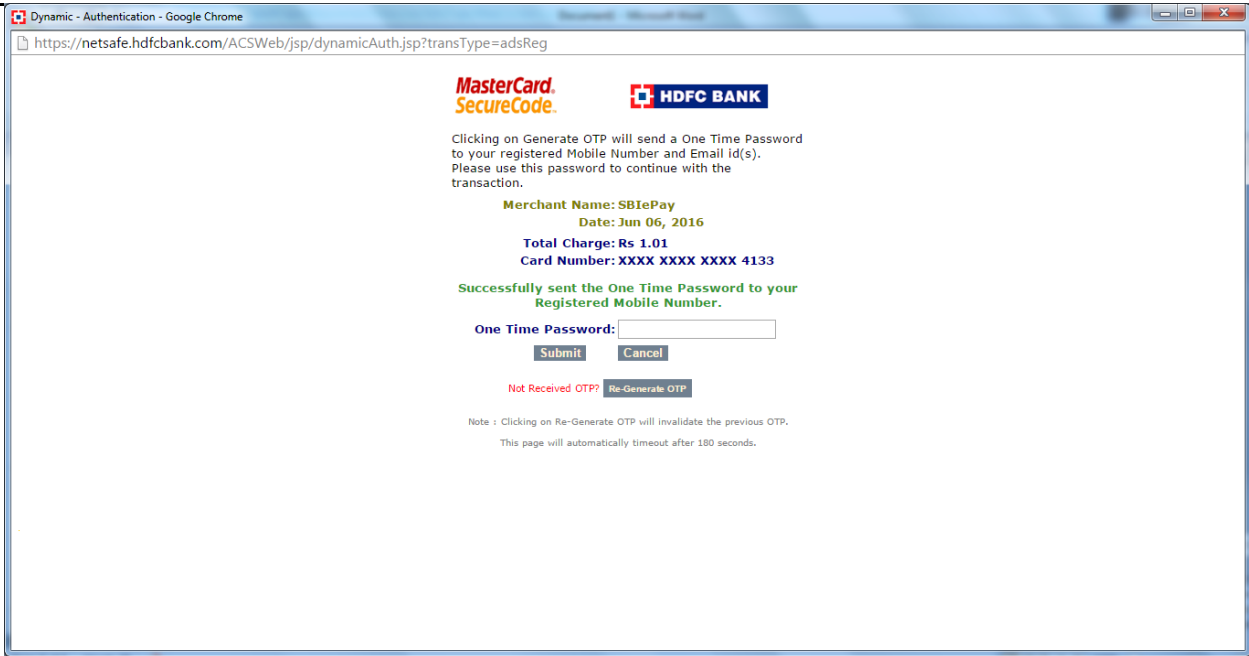 Dynamic - Authentication - Google Chrome
https://netsafe.hdfcbank.com/ACSWeb/jsp/dynamicAuth.jsp?transType=adsReg
MasterCard.
SecureCode.
HDFC BANK
Clicking on Generate OTP will send a One Time Password
to your registered Mobile Number and Email id(s).
Please use this password to continue with the
transaction.
Merchant Name: SBIePay
Date: Jun 06, 2016
Total Charge: Rs 1.01
Card Number: XXXX XXXX XXXX 4133
Successfully sent the One Time Password to your
Registered Mobile Number.
One Time Password:
Submit Cancel
Not Received OTP? Re-Generate OTP
Note : Clicking on Re-Generate OTP will invalidate the previous OTP.
This page will automatically timeout after 180 seconds.